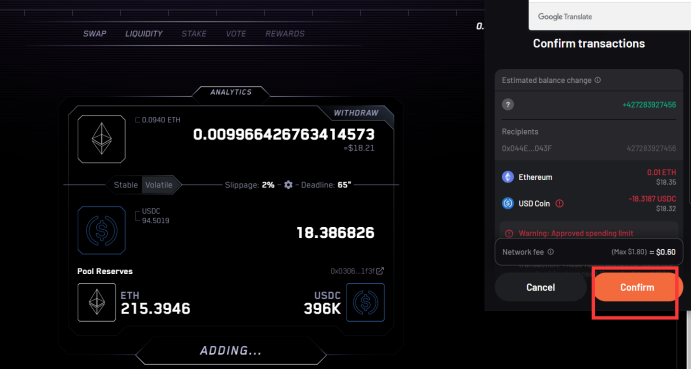 SWAP LIQUIDITY STAKE VOTE REWARDS
0.
Google Translate
Confirm transactions
Estimated balance change
?
+427283927456
Recipients
0x044E...043F 427283927456
Ethereum
0.01 ETH
$18.35
USD Coin
-18.3187 USDC
$18.32
Warning: Approved spending limit
Network fee
(Max $1.80) = $0.60
Cancel
Confirm
ANALYTICS
WITHDRAW
0.0940 ETH
0.009966426763414573
≈$18.21
Stable Volatile
Slippage: 2% - - Deadline: 65"
USDC
94.5019
18.386826
Pool Reserves
0x0306...1f3f
ETH
215.3946
USDC
396K
ADDING...